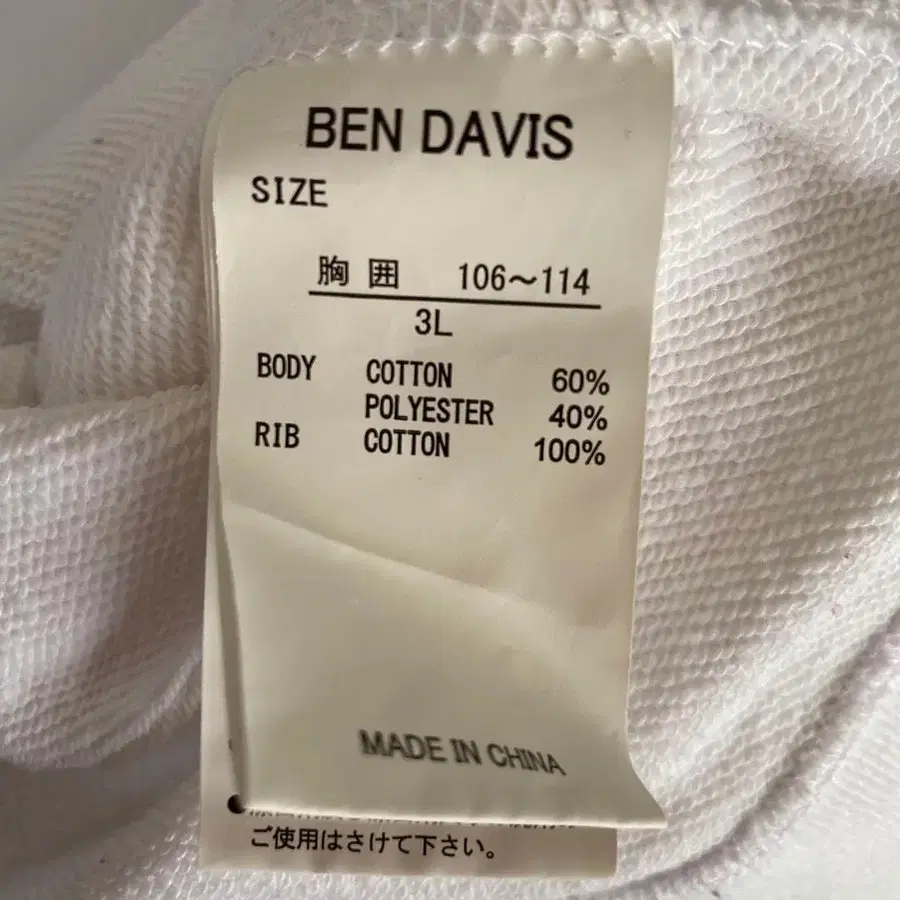 BEN DAVIS
SIZE
胸囲 106〜114
3L
BODY COTTON 60%
POLYESTER 40%
RIB COTTON 100%
MADE IN CHINA
ご使用はさけて下さい。